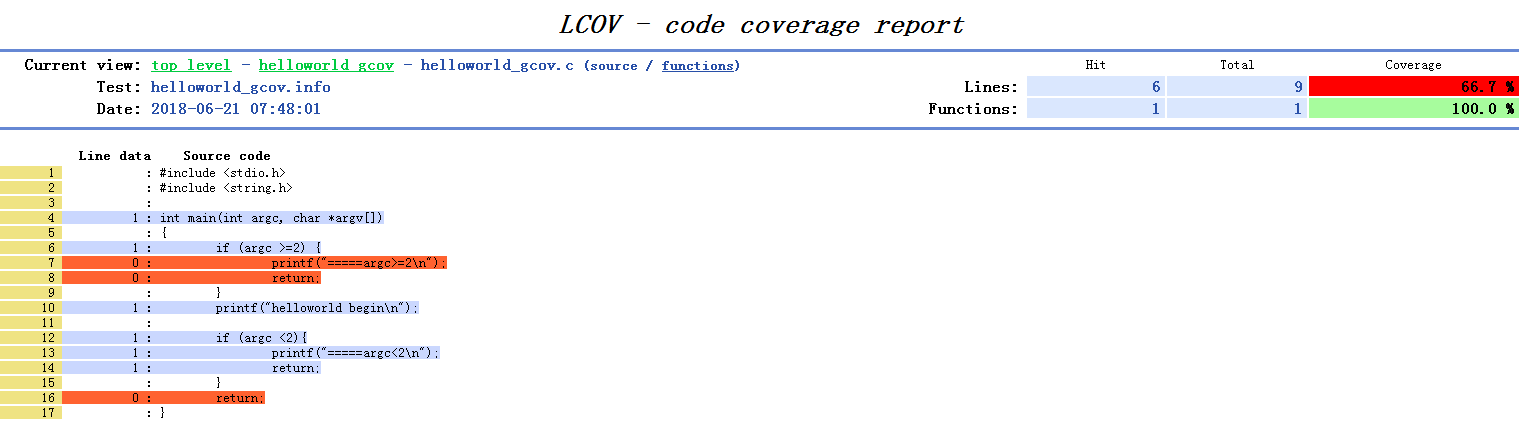 LCOV - code coverage report
Current view: top level - helloworld_gcov - helloworld_gcov.c (source / functions) Hit Total Coverage
Test: helloworld_gcov.info Lines: 6 9 66.7 %
Date: 2018-06-21 07:48:01 Functions: 1 1 100.0 %
Line data Source code
1 : #include <stdio.h>
2 : #include <string.h>
3 :
4 1 : int main(int argc, char *argv[])
5 : {
6 1 : if (argc >=2) {
7 0 : printf("=====argc>=2\n");
8 0 : return;
9 : }
10 1 : printf("helloworld begin\n");
11 :
12 1 : if (argc <2){
13 1 : printf("=====argc<2\n");
14 1 : return;
15 : }
16 0 : return;
17 : }